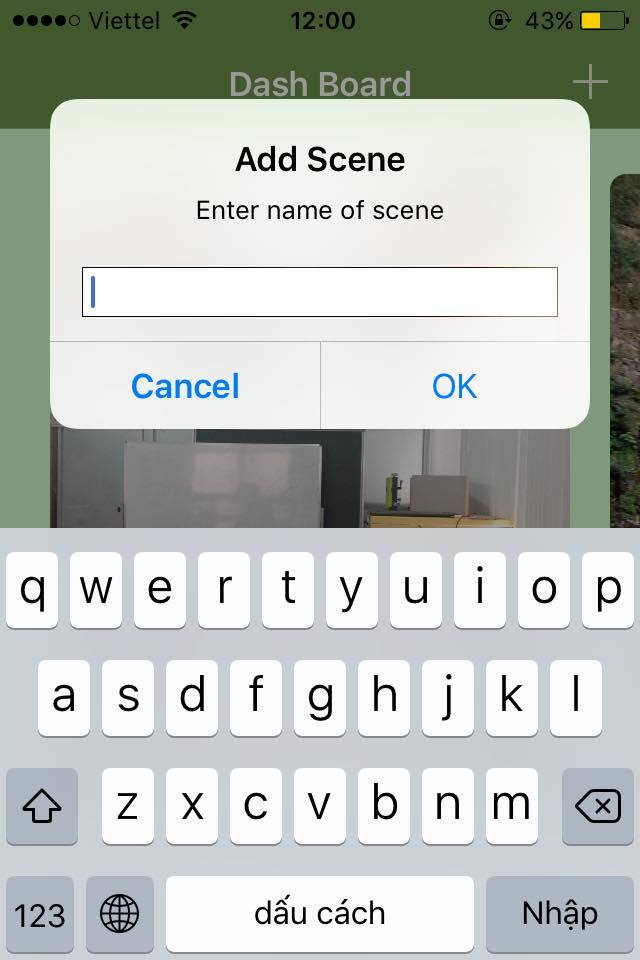 Viettel 12:00 43%
Dash Board
Add Scene
Enter name of scene
Cancel OK
q w e r t y u i o p
a s d f g h j k l
z x c v b n m
123 dấu cách Nhập